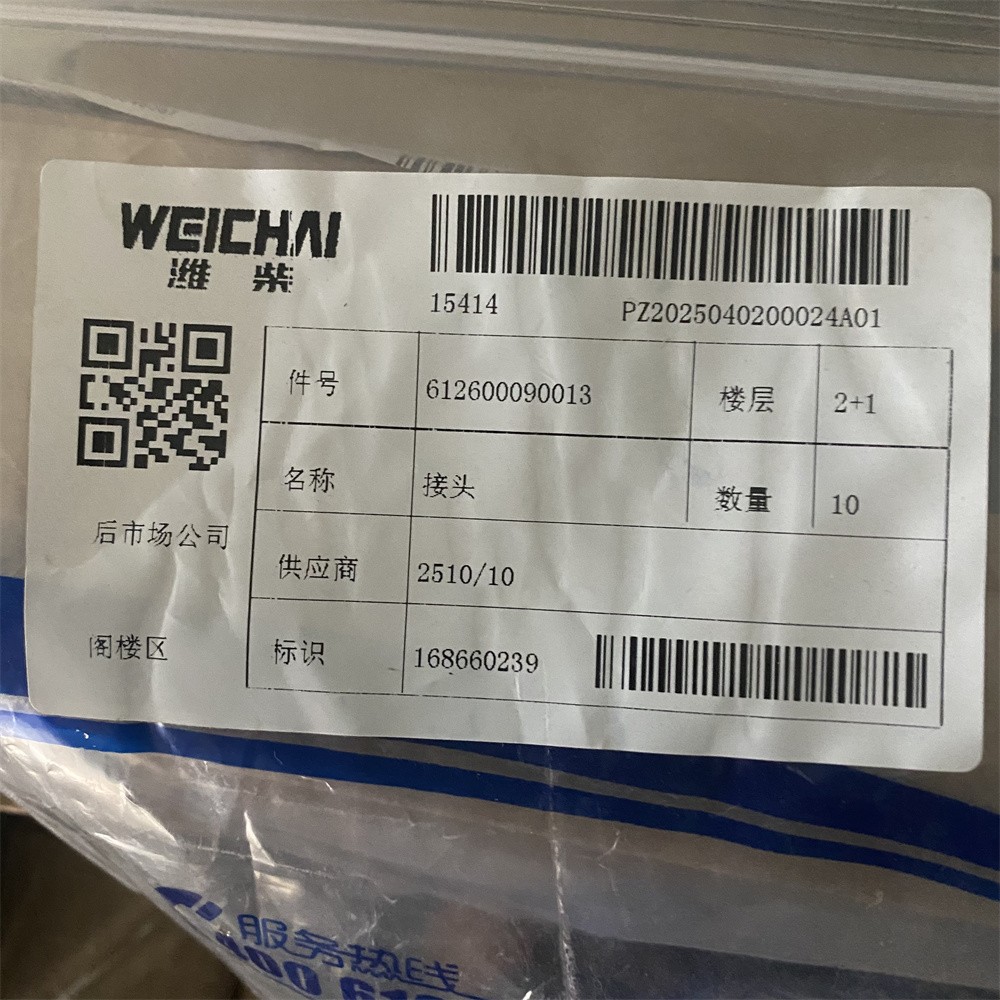 WEICHAI
潍柴
15414 PZ2025040200024A01
件号 612600090013 楼层 2+1
名称 接头 数量 10
后市场公司
供应商 2510/10
阁楼区
标识 168660239
服务热线
400